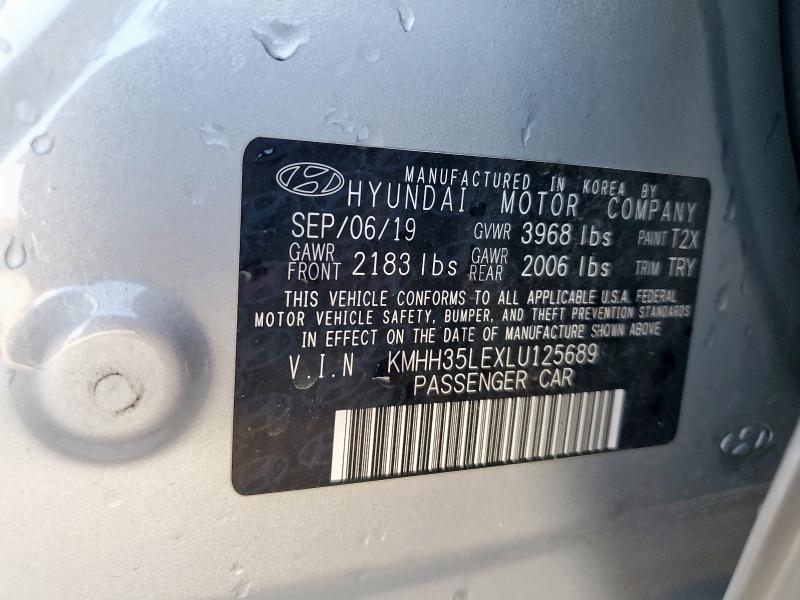 MANUFACTURED IN KOREA BY
HYUNDAI MOTOR COMPANY
SEP/06/19 GVWR 3968 lbs PAINT T2X
GAWR FRONT 2183 lbs GAWR REAR 2006 lbs TRIM TRY
THIS VEHICLE CONFORMS TO ALL APPLICABLE U.S.A. FEDERAL
MOTOR VEHICLE SAFETY, BUMPER, AND THEFT PREVENTION STANDARDS
IN EFFECT ON THE DATE OF MANUFACTURE SHOWN ABOVE
V.I.N KMHH35LEXLU125689
PASSENGER CAR